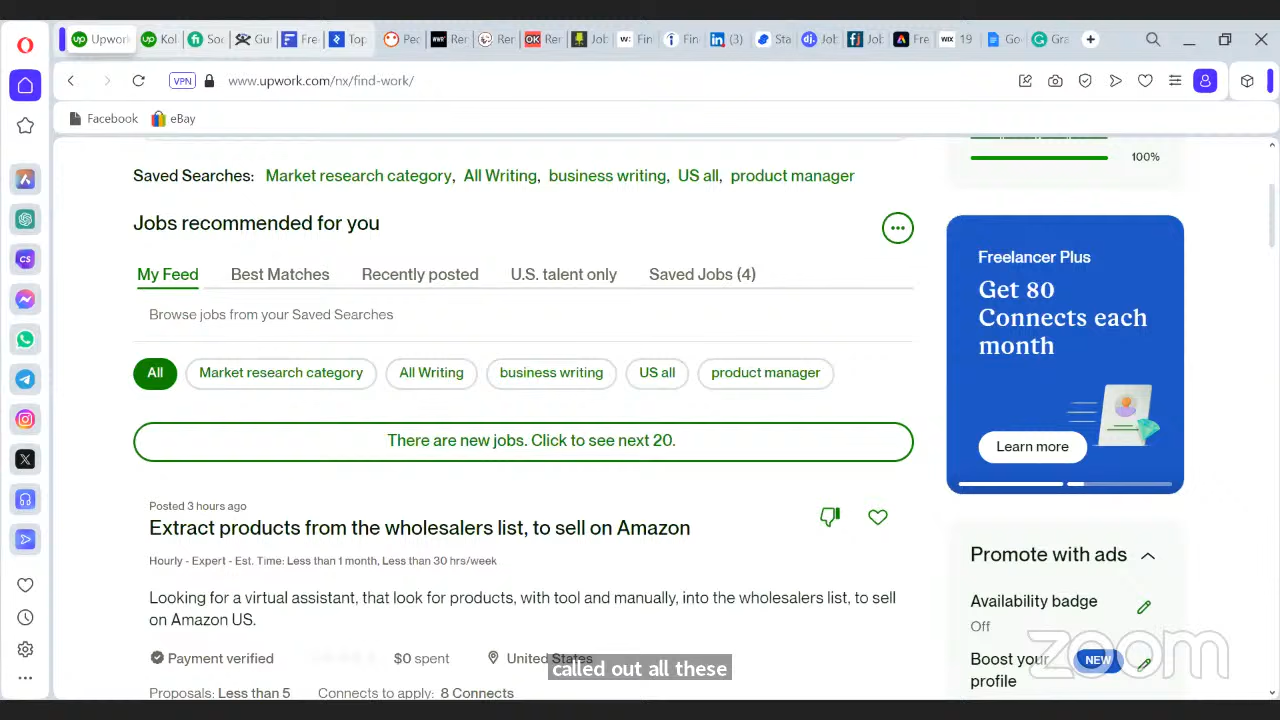 Upwork
Kol
Soc
Gu
Fre
Top
Peo
Rer
Rer
Rer
Job
Fin
Fin
(3)
Sta
Job
Job
Fre
19
Go
Gra
VPN
www.upwork.com/nx/find-work/
Facebook
eBay
100%
Saved Searches: Market research category, All Writing, business writing, US all, product manager
Jobs recommended for you
My Feed
Best Matches
Recently posted
U.S. talent only
Saved Jobs (4)
Browse jobs from your Saved Searches
All
Market research category
All Writing
business writing
US all
product manager
There are new jobs. Click to see next 20.
Posted 3 hours ago
Extract products from the wholesalers list, to sell on Amazon
Hourly - Expert - Est. Time: Less than 1 month, Less than 30 hrs/week
Looking for a virtual assistant, that look for products, with tool and manually, into the wholesalers list, to sell
on Amazon US.
Payment verified
$0 spent
United States
Proposals: Less than 5
Connects to apply: 8 Connects
Freelancer Plus
Get 80
Connects each
month
Learn more
Promote with ads
Availability badge
Off
Boost your
profile
NEW
called out all these
zoom